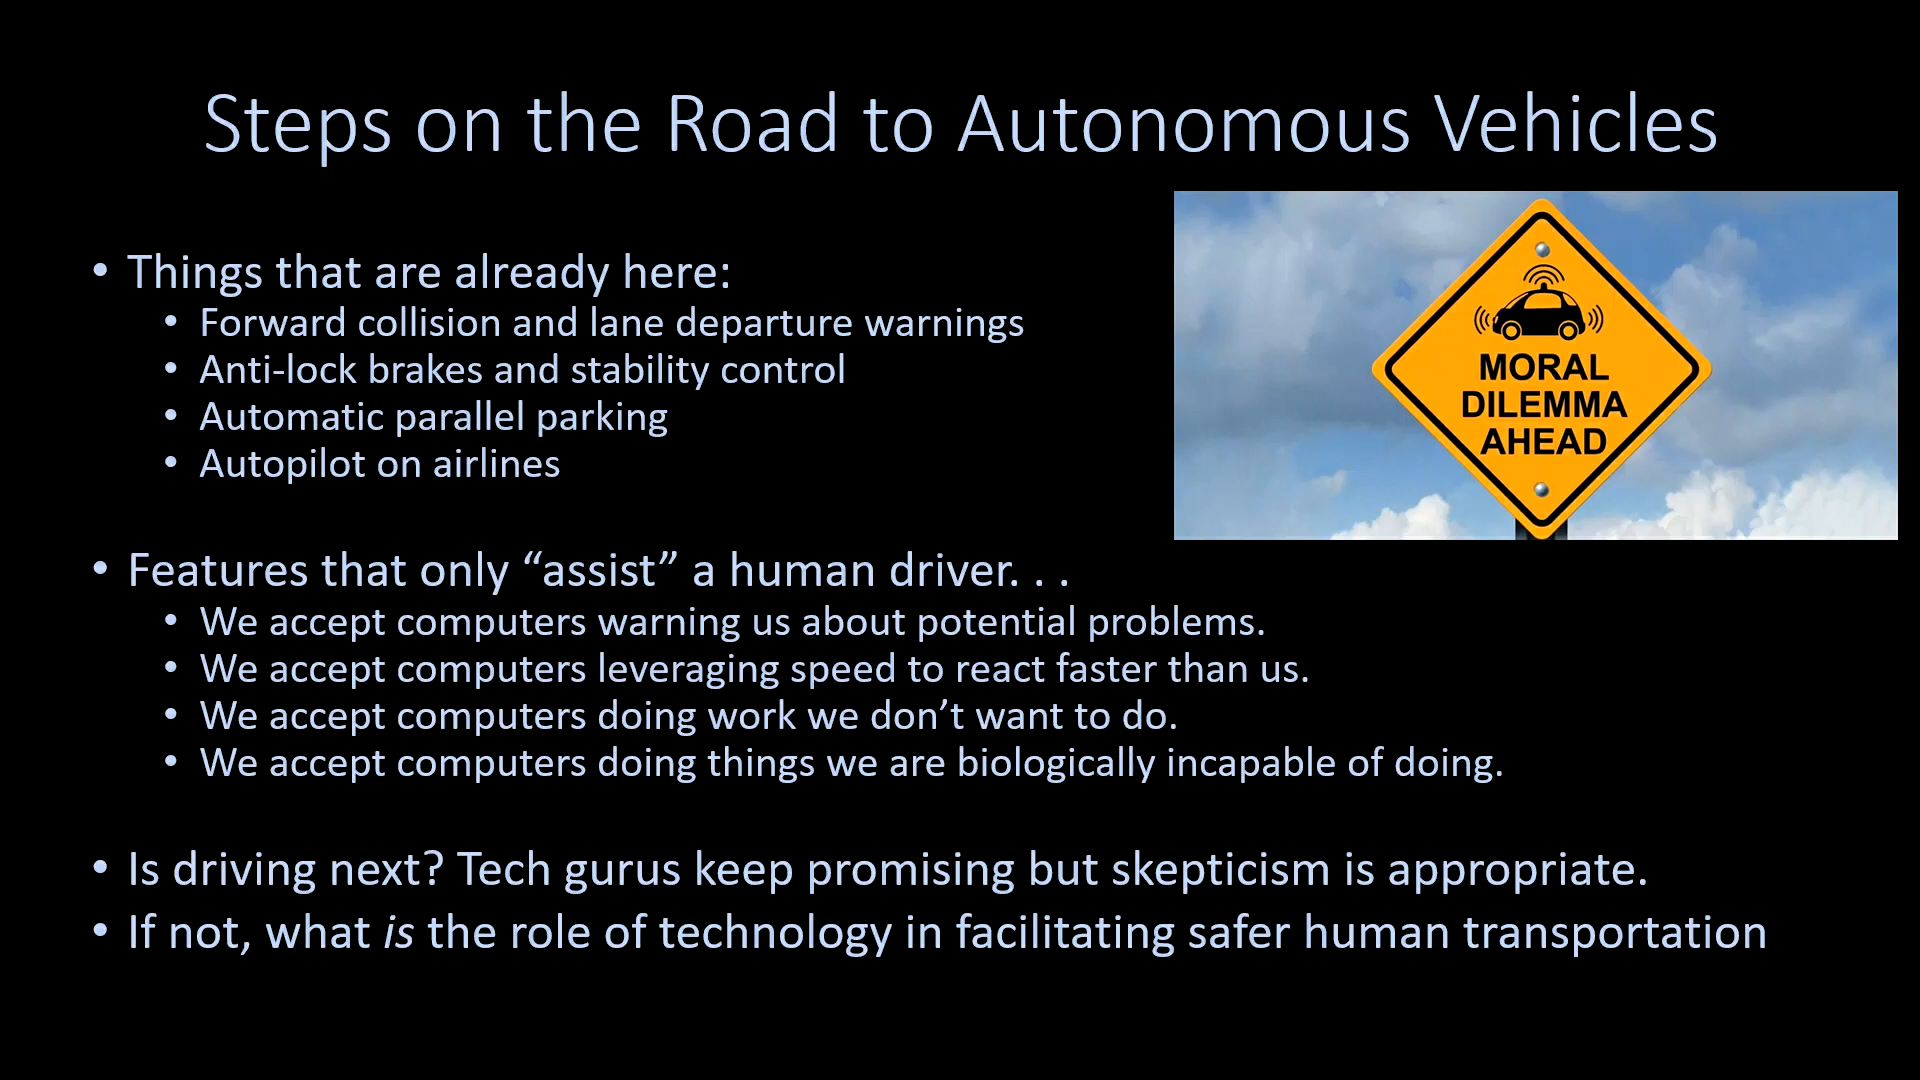 Steps on the Road to Autonomous Vehicles
• Things that are already here:
• Forward collision and lane departure warnings
• Anti-lock brakes and stability control
• Automatic parallel parking
• Autopilot on airlines
MORAL
DILEMMA
AHEAD
• Features that only “assist” a human driver. . .
• We accept computers warning us about potential problems.
• We accept computers leveraging speed to react faster than us.
• We accept computers doing work we don’t want to do.
• We accept computers doing things we are biologically incapable of doing.
• Is driving next? Tech gurus keep promising but skepticism is appropriate.
• If not, what is the role of technology in facilitating safer human transportation